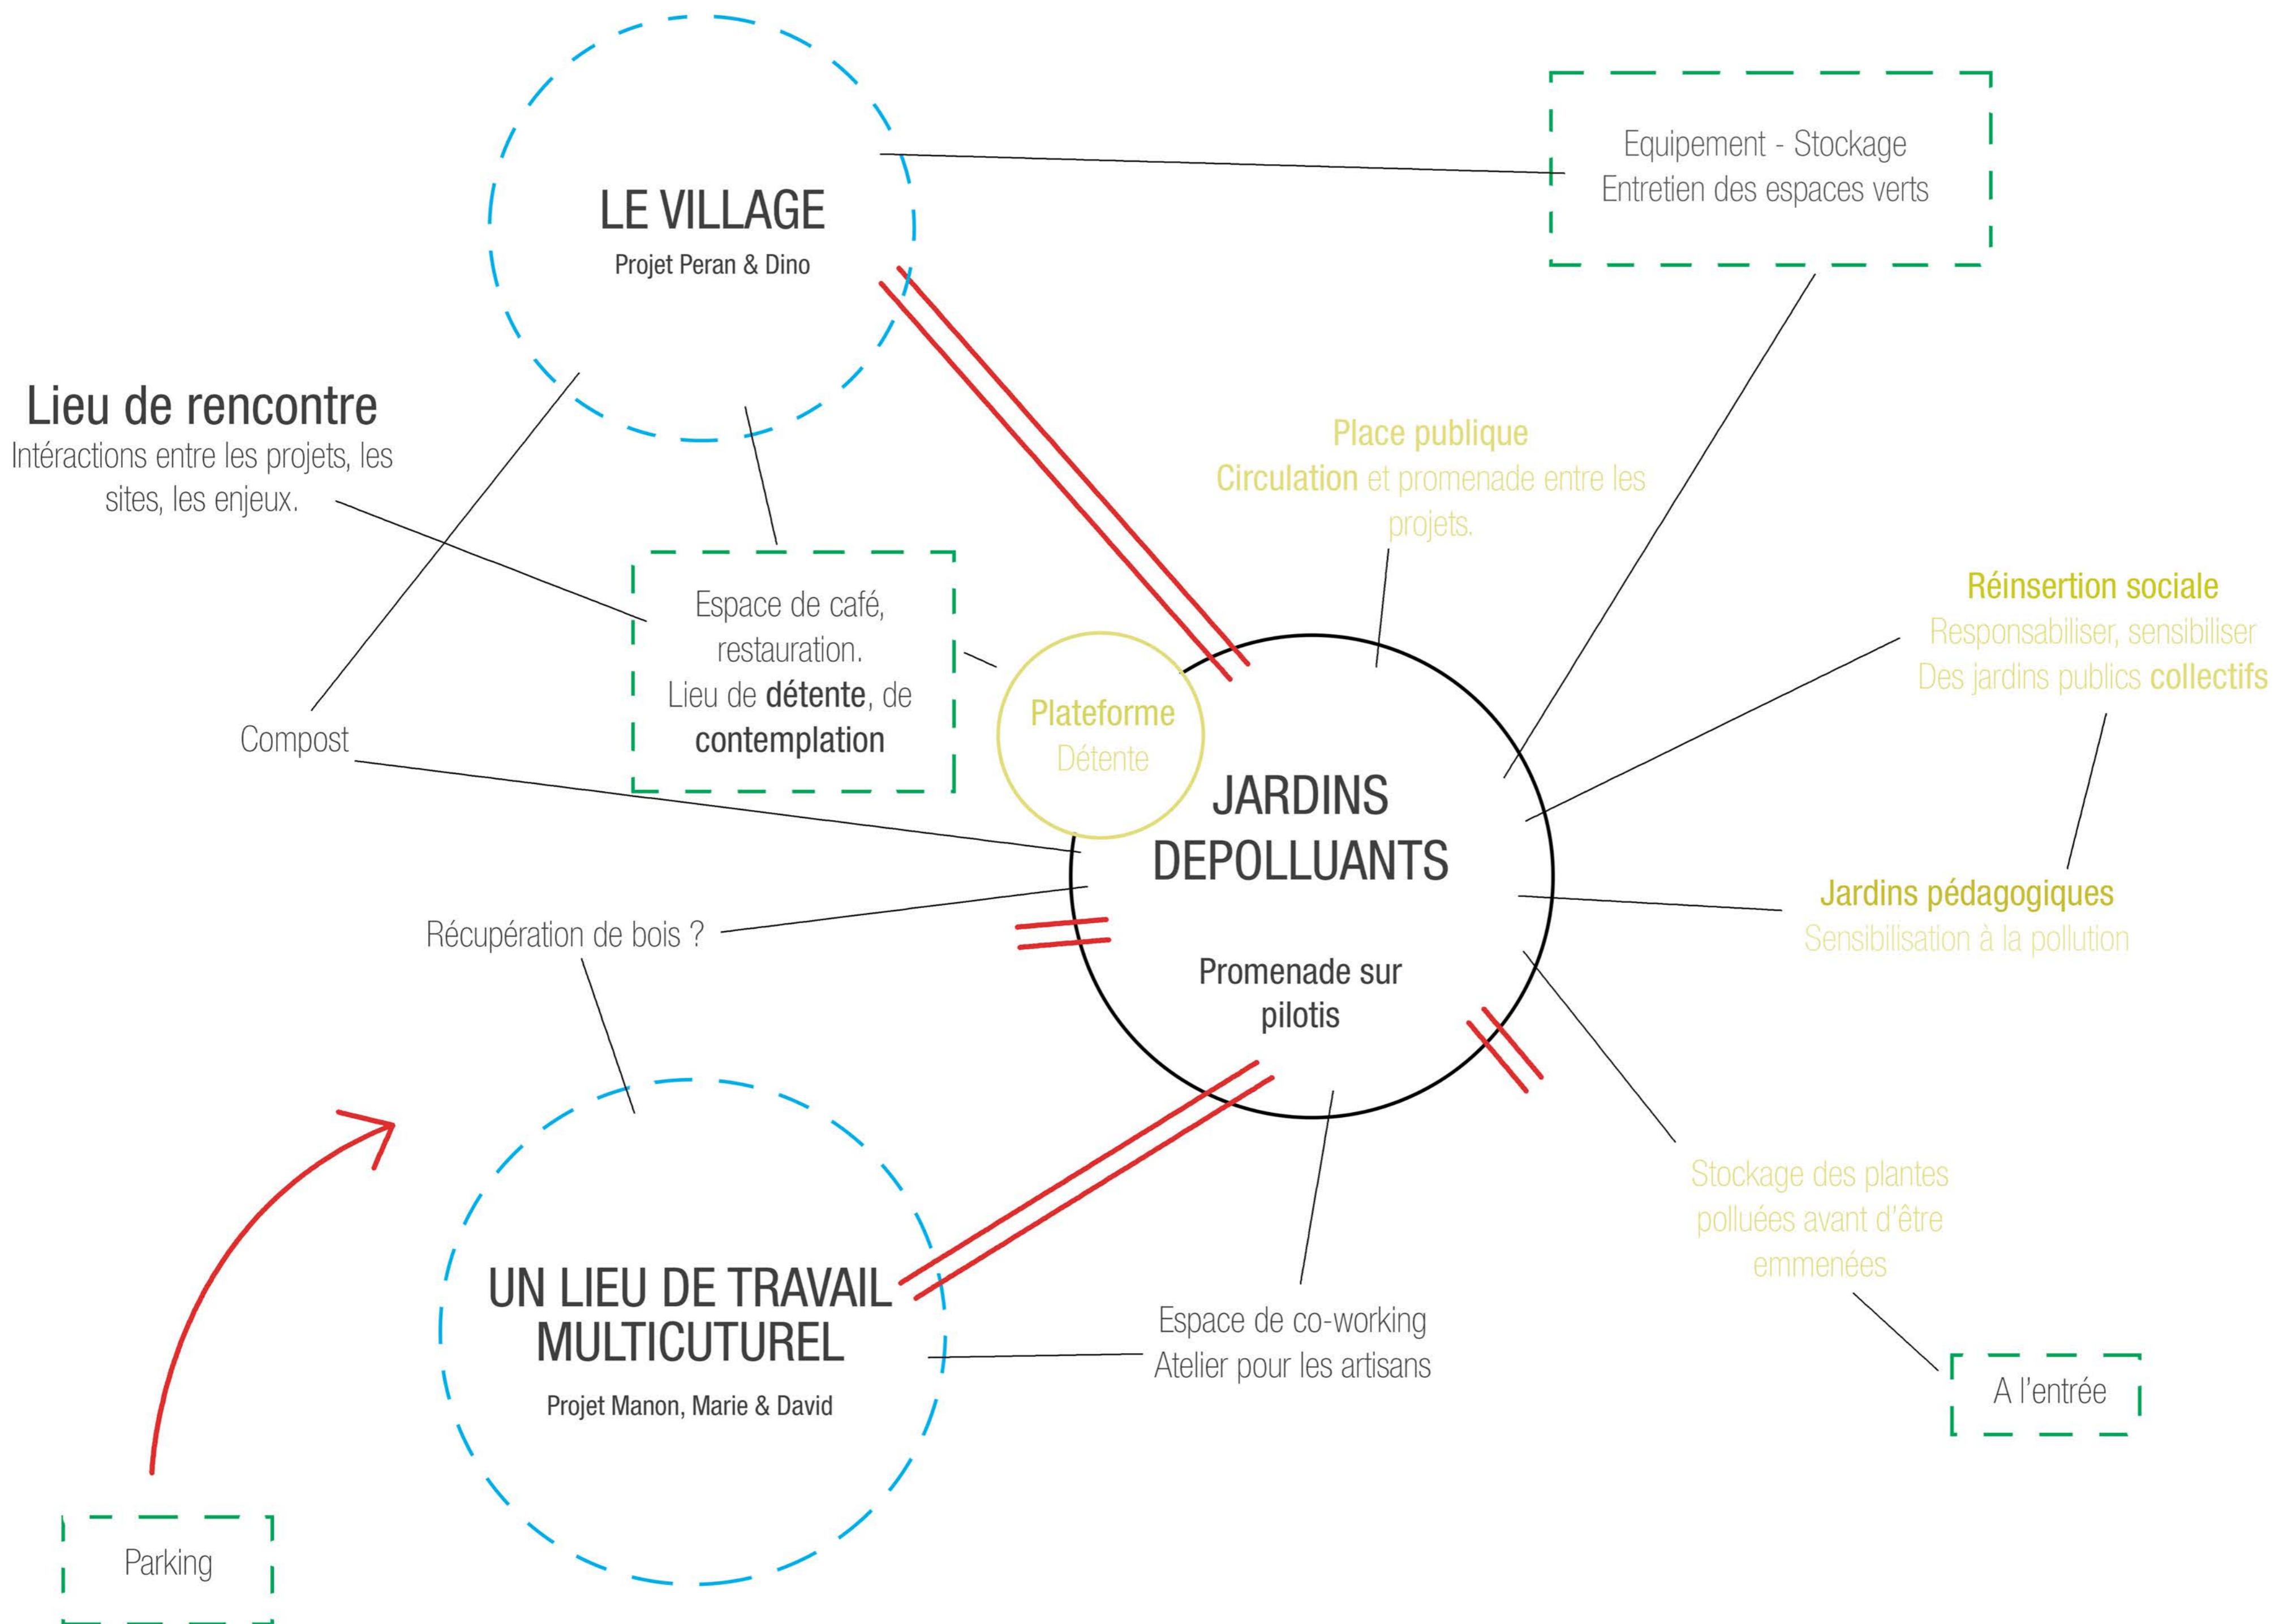 LE VILLAGE
Projet Peran & Dino
Equipement - Stockage
Entretien des espaces verts
Lieu de rencontre
Intéractions entre les projets, les
sites, les enjeux.
Place publique
Circulation et promenade entre les
projets.
Espace de café,
restauration.
Lieu de détente, de
contemplation
Plateforme
Détente
Réinsertion sociale
Responsabiliser, sensibiliser
Des jardins publics collectifs
Compost
JARDINS
DEPOLLUANTS
Promenade sur
pilotis
Jardins pédagogiques
Sensibilisation à la pollution
Récupération de bois ?
Stockage des plantes
polluées avant d'être
emmenées
UN LIEU DE TRAVAIL
MULTICUTUREL
Projet Manon, Marie & David
Espace de co-working
Atelier pour les artisans
A l'entrée
Parking